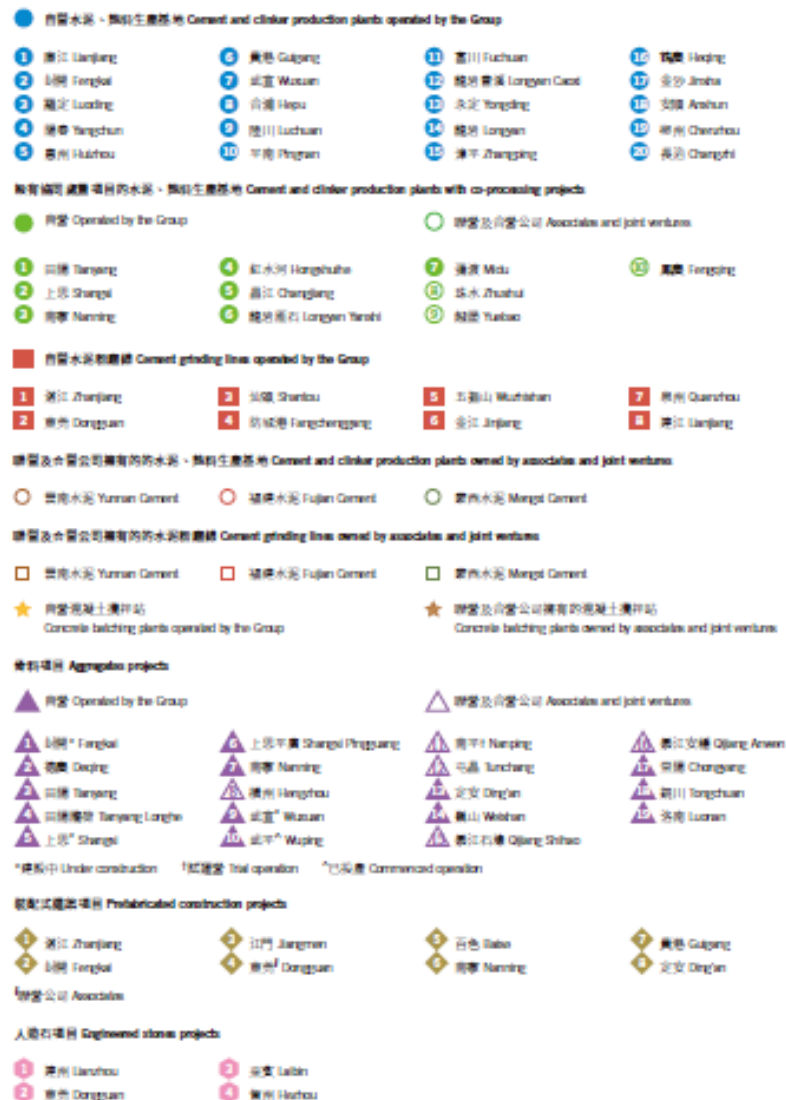 自營水泥、熟料生產基地 Cement and clinker production plants operated by the Group
1 廉江 Lianjiang 6 貴港 Guigang 11 富川 Fuchuan 16 鶴慶 Heqing
2 封開 Fengkai 7 武宣 Wuxuan 12 龍岩曹溪 Longyan Caoxi 17 金沙 Jinsha
3 羅定 Luoding 8 合浦 Hepu 13 永定 Yongding 18 安順 Anshun
4 陽春 Yangchun 9 陸川 Luchuan 14 龍岩 Longyan 19 郴州 Chenzhou
5 惠州 Huizhou 10 平南 Pingnan 15 漳平 Zhangping 20 長治 Changzhi
擁有協同處置項目的水泥、熟料生產基地 Cement and clinker production plants with co-processing projects
自營 Operated by the Group 聯營及合營公司 Associates and joint ventures
1 田陽 Tianyang 4 紅水河 Hongshuihe 7 彌渡 Midu 10 鳳慶 Fengqing
2 上思 Shangsi 5 昌江 Changjiang 8 珠水 Zhushui
3 南寧 Nanning 6 龍岩雁石 Longyan Yanshi 9 Yuebao
自營水泥粉磨線 Cement grinding lines operated by the Group
1 湛江 Zhanjiang 3 汕頭 Shantou 5 五指山 Wuzhishan 7 泉州 Quanzhou
2 東莞 Dongguan 4 防城港 Fangchenggang 6 金江 Jinjiang 8 連江 Lianjiang
聯營及合營公司擁有的的水泥、熟料生產基地 Cement and clinker production plants owned by associates and joint ventures
雲南水泥 Yunnan Cement 福建水泥 Fujian Cement 蒙西水泥 Mengxi Cement
聯營及合營公司擁有的的水泥粉磨線 Cement grinding lines owned by associates and joint ventures
雲南水泥 Yunnan Cement 福建水泥 Fujian Cement 蒙西水泥 Mengxi Cement
自營混凝土攪拌站 聯營及合營公司擁有的混凝土攪拌站
Concrete batching plants operated by the Group Concrete batching plants owned by associates and joint ventures
骨料項目 Aggregates projects
自營 Operated by the Group 聯營及合營公司 Associates and joint ventures
1 封開* Fengkai 6 上思平廣 Shangsi Pingguang 11 南平† Nanping 16 綦江安穩 Qijiang Anwen
2 德慶 Deqing 7 南寧 Nanning 12 屯昌 Tunchang 17 崇陽 Chongyang
3 田陽 Tianyang 8 橫州 Hengzhou 13 定安 Ding'an 18 銅川 Tongchuan
4 田陽隴勒 Tianyang Longhe 9 武宣^ Wuxuan 14 巍山 Weishan 19 洛南 Luonan
5 上思^ Shangsi 10 武平^ Wuping 15 綦江石壕 Qijiang Shihao
*建設中 Under construction †試運營 Trial operation ^已投產 Commenced operation
裝配式建築項目 Prefabricated construction projects
1 湛江 Zhanjiang 3 江門 Jiangmen 5 百色 Baise 7 貴港 Guigang
2 封開 Fengkai 4 東莞 Dongguan 6 南寧 Nanning 8 定安 Ding'an
聯營公司 Associates
人造石項目 Engineered stones projects
1 連州 Lianzhou 3 來賓 Laibin
2 東莞 Dongguan 4 賀州 Hezhou